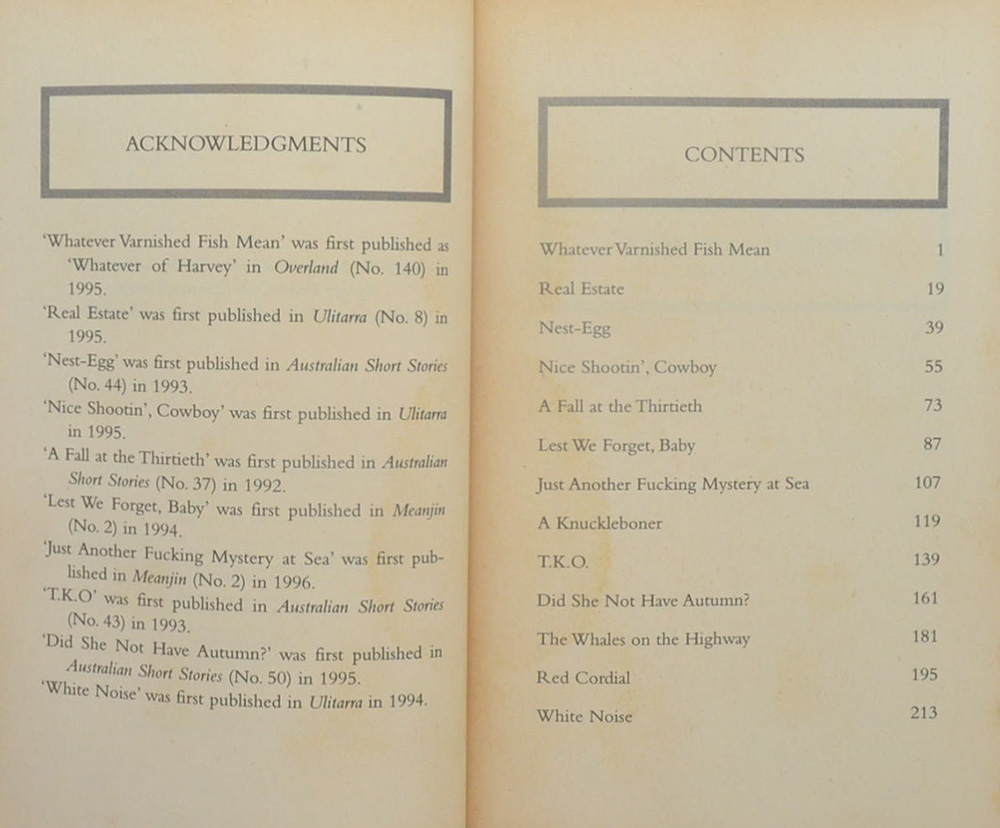 ACKNOWLEDGMENTS
‘Whatever Varnished Fish Mean’ was first published as
‘Whatever of Harvey’ in Overland (No. 140) in
1995.
‘Real Estate’ was first published in Ulitarra (No. 8) in
1995.
‘Nest-Egg’ was first published in Australian Short Stories
(No. 44) in 1993.
‘Nice Shootin’, Cowboy’ was first published in Ulitarra
in 1995.
‘A Fall at the Thirtieth’ was first published in Australian
Short Stories (No. 37) in 1992.
‘Lest We Forget, Baby’ was first published in Meanjin
(No. 2) in 1994.
‘Just Another Fucking Mystery at Sea’ was first pub-
lished in Meanjin (No. 2) in 1996.
‘T.K.O’ was first published in Australian Short Stories
(No. 43) in 1993.
‘Did She Not Have Autumn?’ was first published in
Australian Short Stories (No. 50) in 1995.
‘White Noise’ was first published in Ulitarra in 1994.
CONTENTS
Whatever Varnished Fish Mean 1
Real Estate 19
Nest-Egg 39
Nice Shootin’, Cowboy 55
A Fall at the Thirtieth 73
Lest We Forget, Baby 87
Just Another Fucking Mystery at Sea 107
A Knuckleboner 119
T.K.O. 139
Did She Not Have Autumn? 161
The Whales on the Highway 181
Red Cordial 195
White Noise 213